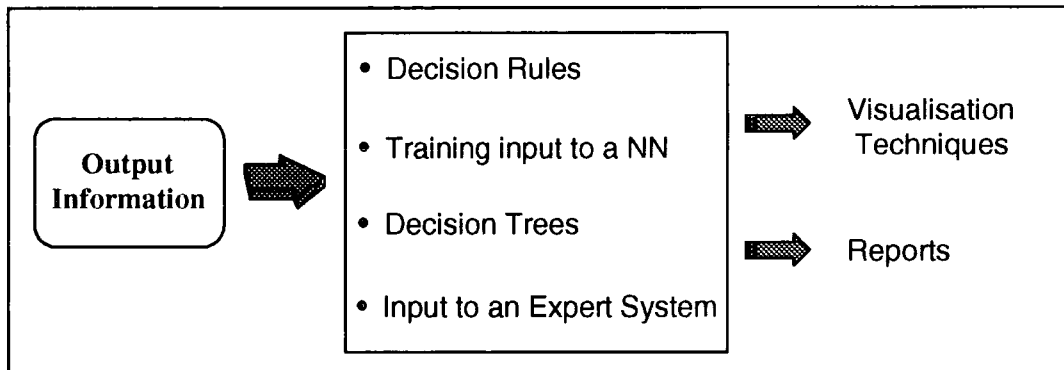 Output
Information
• Decision Rules
• Training input to a NN
• Decision Trees
• Input to an Expert System
Visualisation
Techniques
Reports